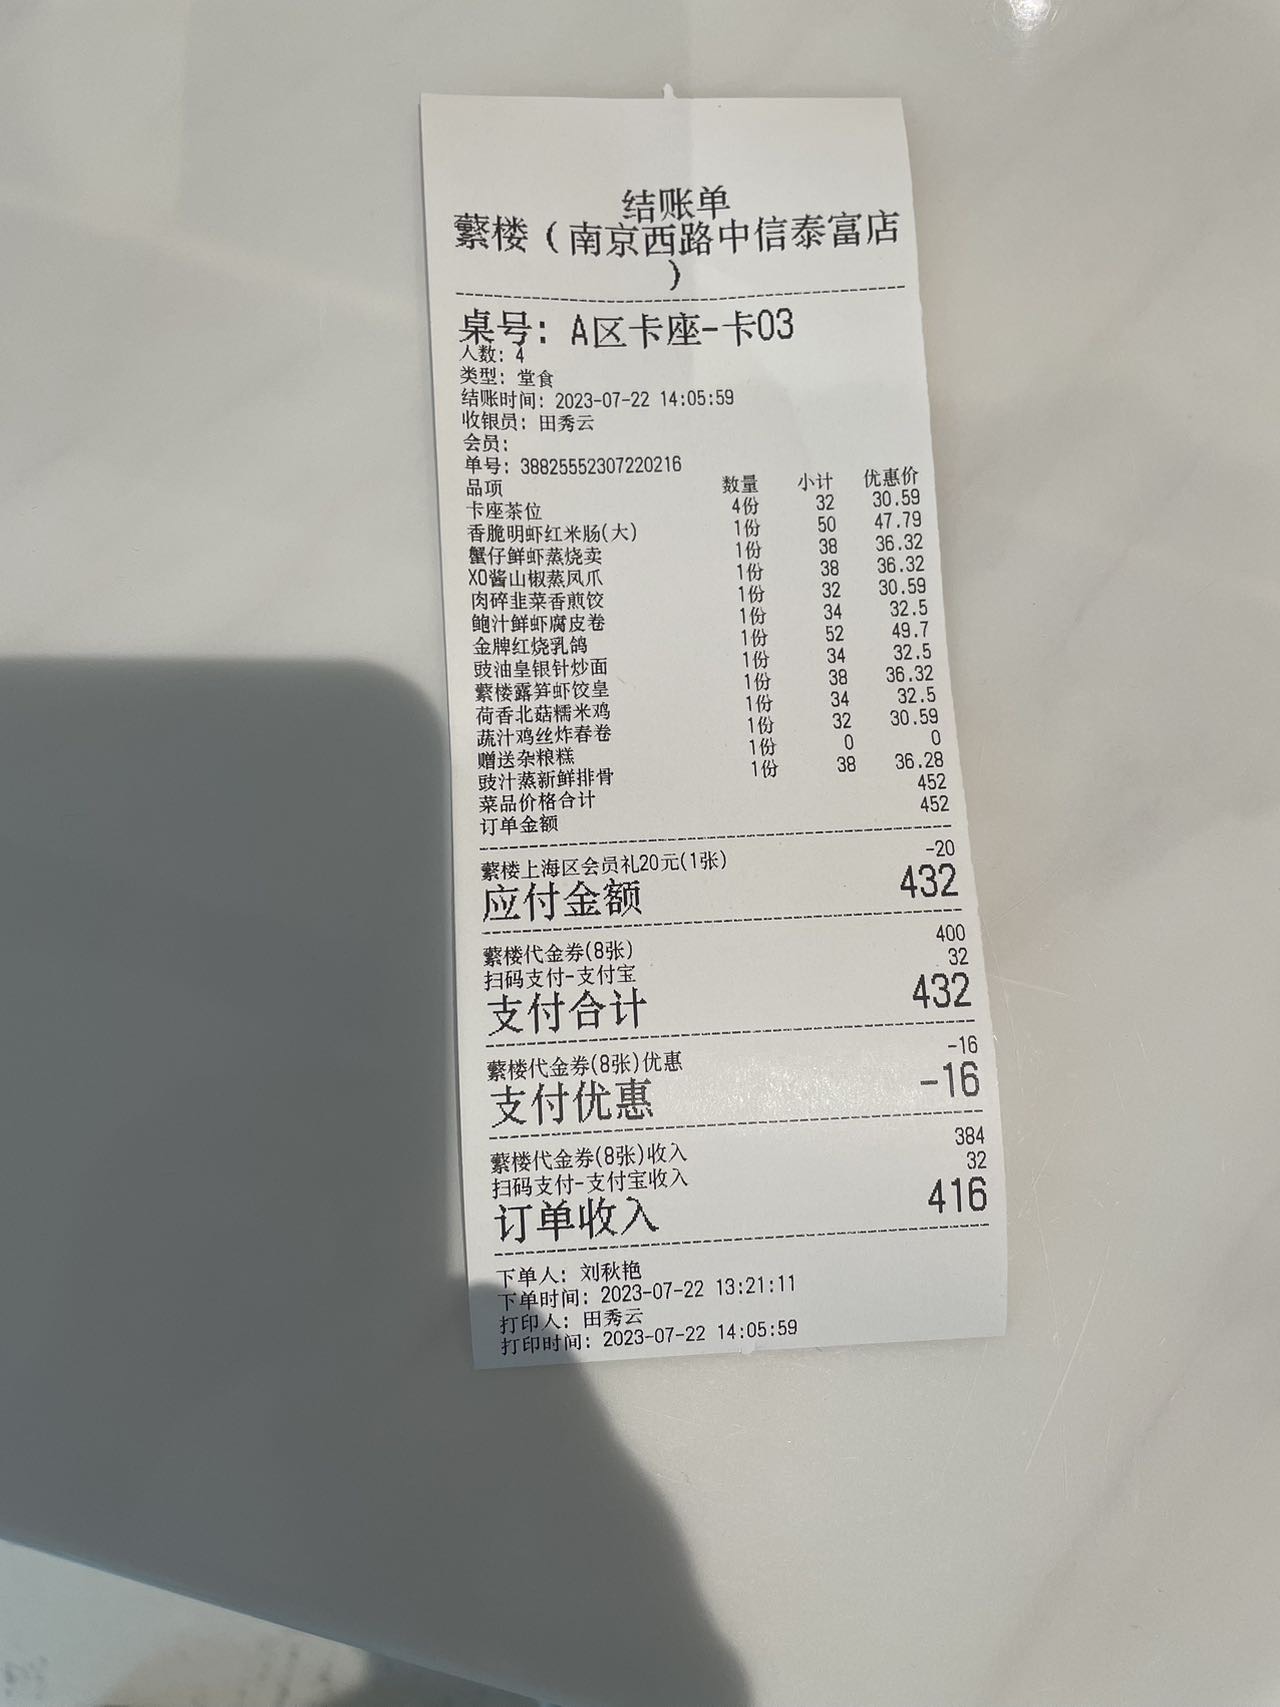 结账单
蘩楼（南京西路中信泰富店
）
桌号：A区卡座-卡03
人数：4
类型：堂食
结账时间：2023-07-22 14:05:59
收银员：田秀云
会员：
单号：38825552307220216
品项 数量 小计 优惠价
卡座茶位 4份 32 30.59
香脆明虾红米肠(大) 1份 50 47.79
蟹仔鲜虾蒸烧卖 1份 38 36.32
XO酱山椒蒸凤爪 1份 38 36.32
肉碎韭菜香煎饺 1份 32 30.59
鲍汁鲜虾腐皮卷 1份 34 32.5
金牌红烧乳鸽 1份 52 49.7
豉油皇银针炒面 1份 34 32.5
蘩楼露笋虾饺皇 1份 38 36.32
荷香北菇糯米鸡 1份 34 32.5
蔬汁鸡丝炸春卷 1份 32 30.59
赠送杂粮糕 1份 0 0
豉汁蒸新鲜排骨 1份 38 36.28
菜品价格合计 452
订单金额 452
蘩楼上海区会员礼20元(1张) -20
应付金额 432
蘩楼代金券(8张) 400
扫码支付-支付宝 32
支付合计 432
蘩楼代金券(8张)优惠 -16
支付优惠 -16
蘩楼代金券(8张)收入 384
扫码支付-支付宝收入 32
订单收入 416
下单人：刘秋艳
下单时间：2023-07-22 13:21:11
打印人：田秀云
打印时间：2023-07-22 14:05:59